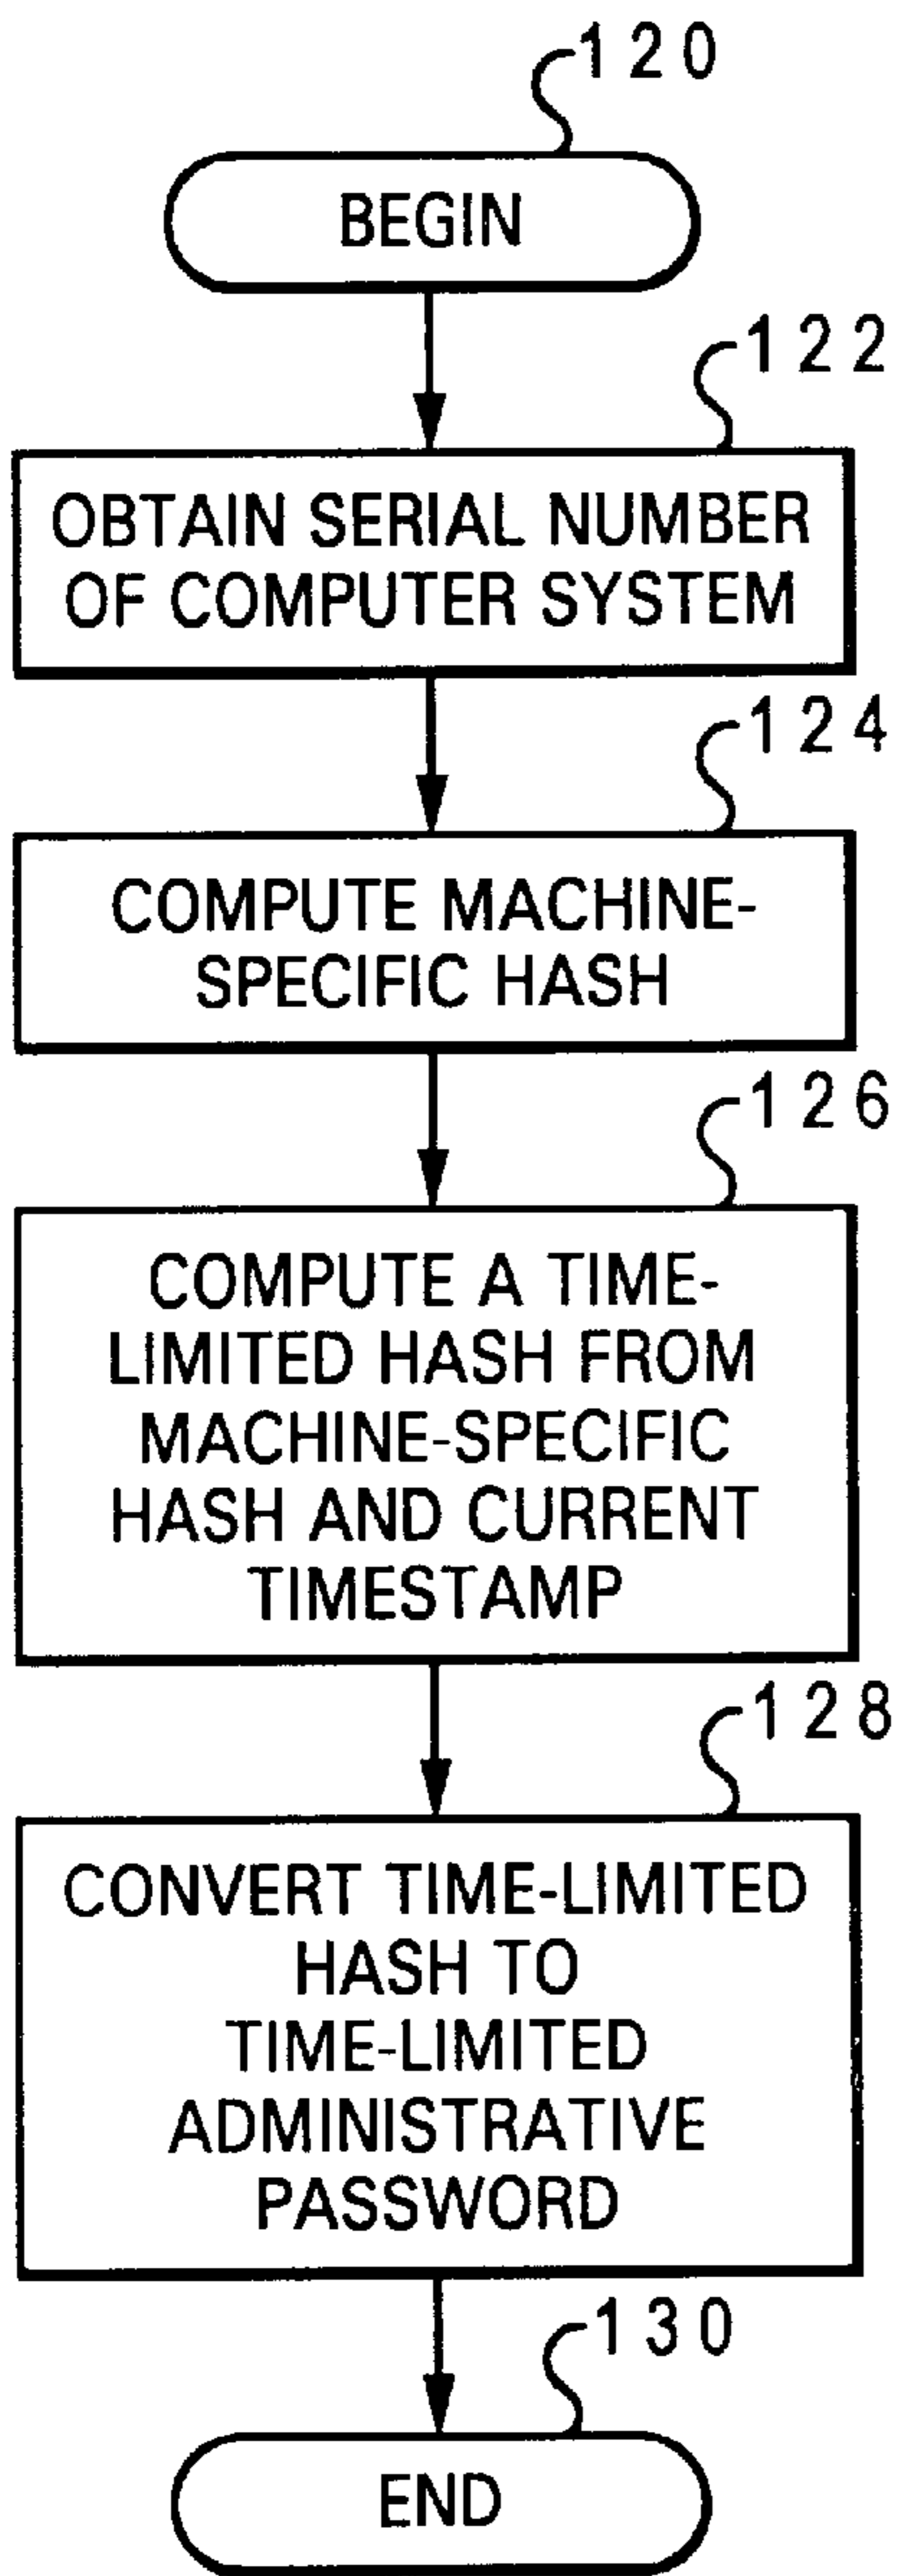 120
BEGIN
122
OBTAIN SERIAL NUMBER
OF COMPUTER SYSTEM
124
COMPUTE MACHINE-
SPECIFIC HASH
126
COMPUTE A TIME-
LIMITED HASH FROM
MACHINE-SPECIFIC
HASH AND CURRENT
TIMESTAMP
128
CONVERT TIME-LIMITED
HASH TO
TIME-LIMITED
ADMINISTRATIVE
PASSWORD
130
END